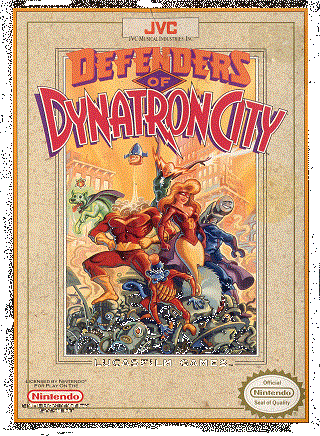 JVC
JVC MUSICAL INDUSTRIES, INC.
DEFENDERS
OF
DYNATRON CITY
LUCASFILM GAMES
LICENSED BY NINTENDO®
FOR PLAY ON THE
Nintendo®
Official
Nintendo
Seal of Quality